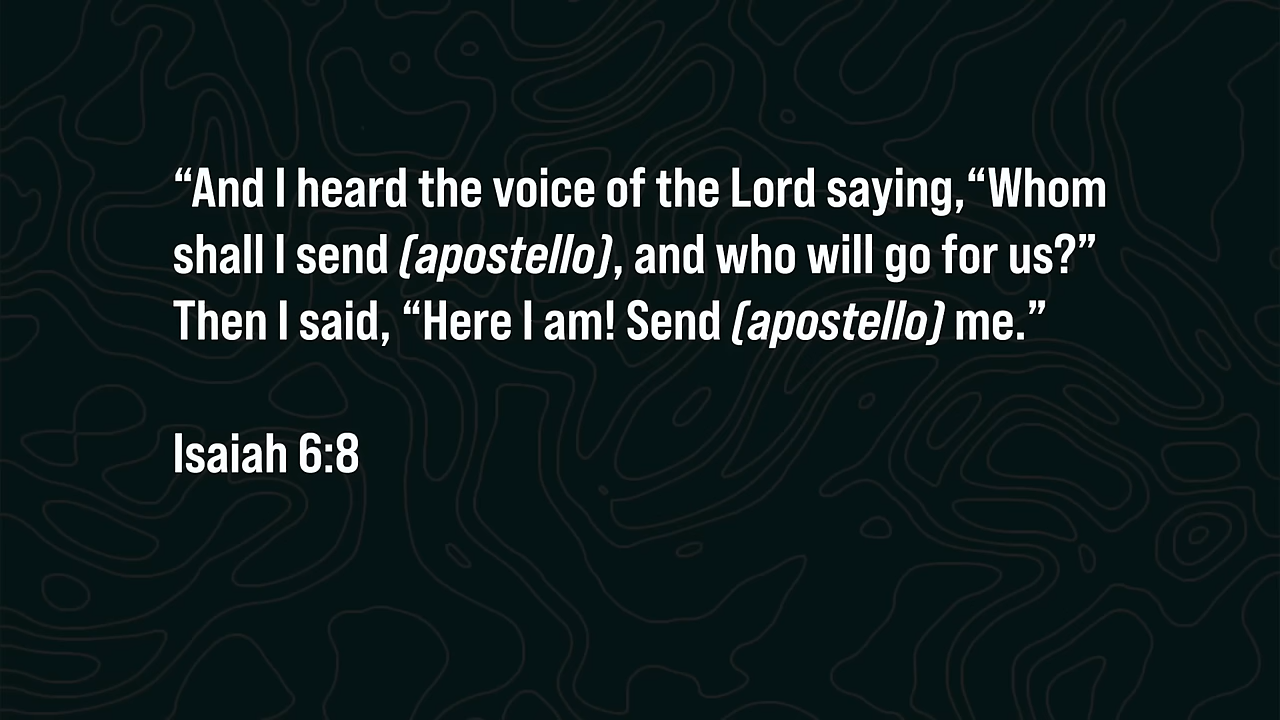 “And I heard the voice of the Lord saying,“Whom
shall I send (apostello), and who will go for us?”
Then I said, “Here I am! Send (apostello) me.”
Isaiah 6:8